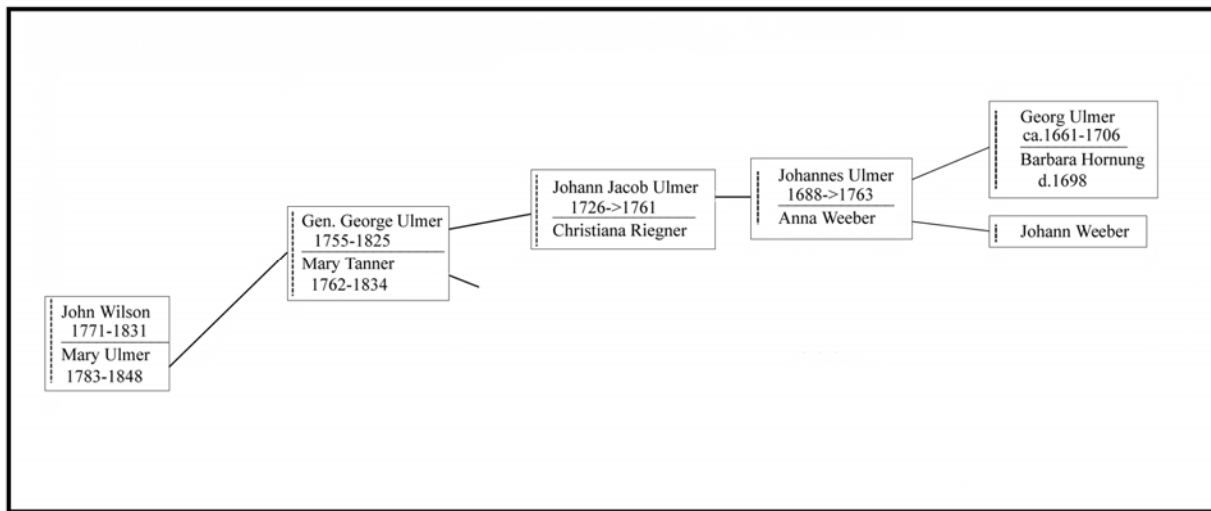 Georg Ulmer
ca.1661-1706
Barbara Hornung
d.1698
Johannes Ulmer
1688->1763
Anna Weeber
Johann Weeber
Johann Jacob Ulmer
1726->1761
Christiana Riegner
Gen. George Ulmer
1755-1825
Mary Tanner
1762-1834
John Wilson
1771-1831
Mary Ulmer
1783-1848